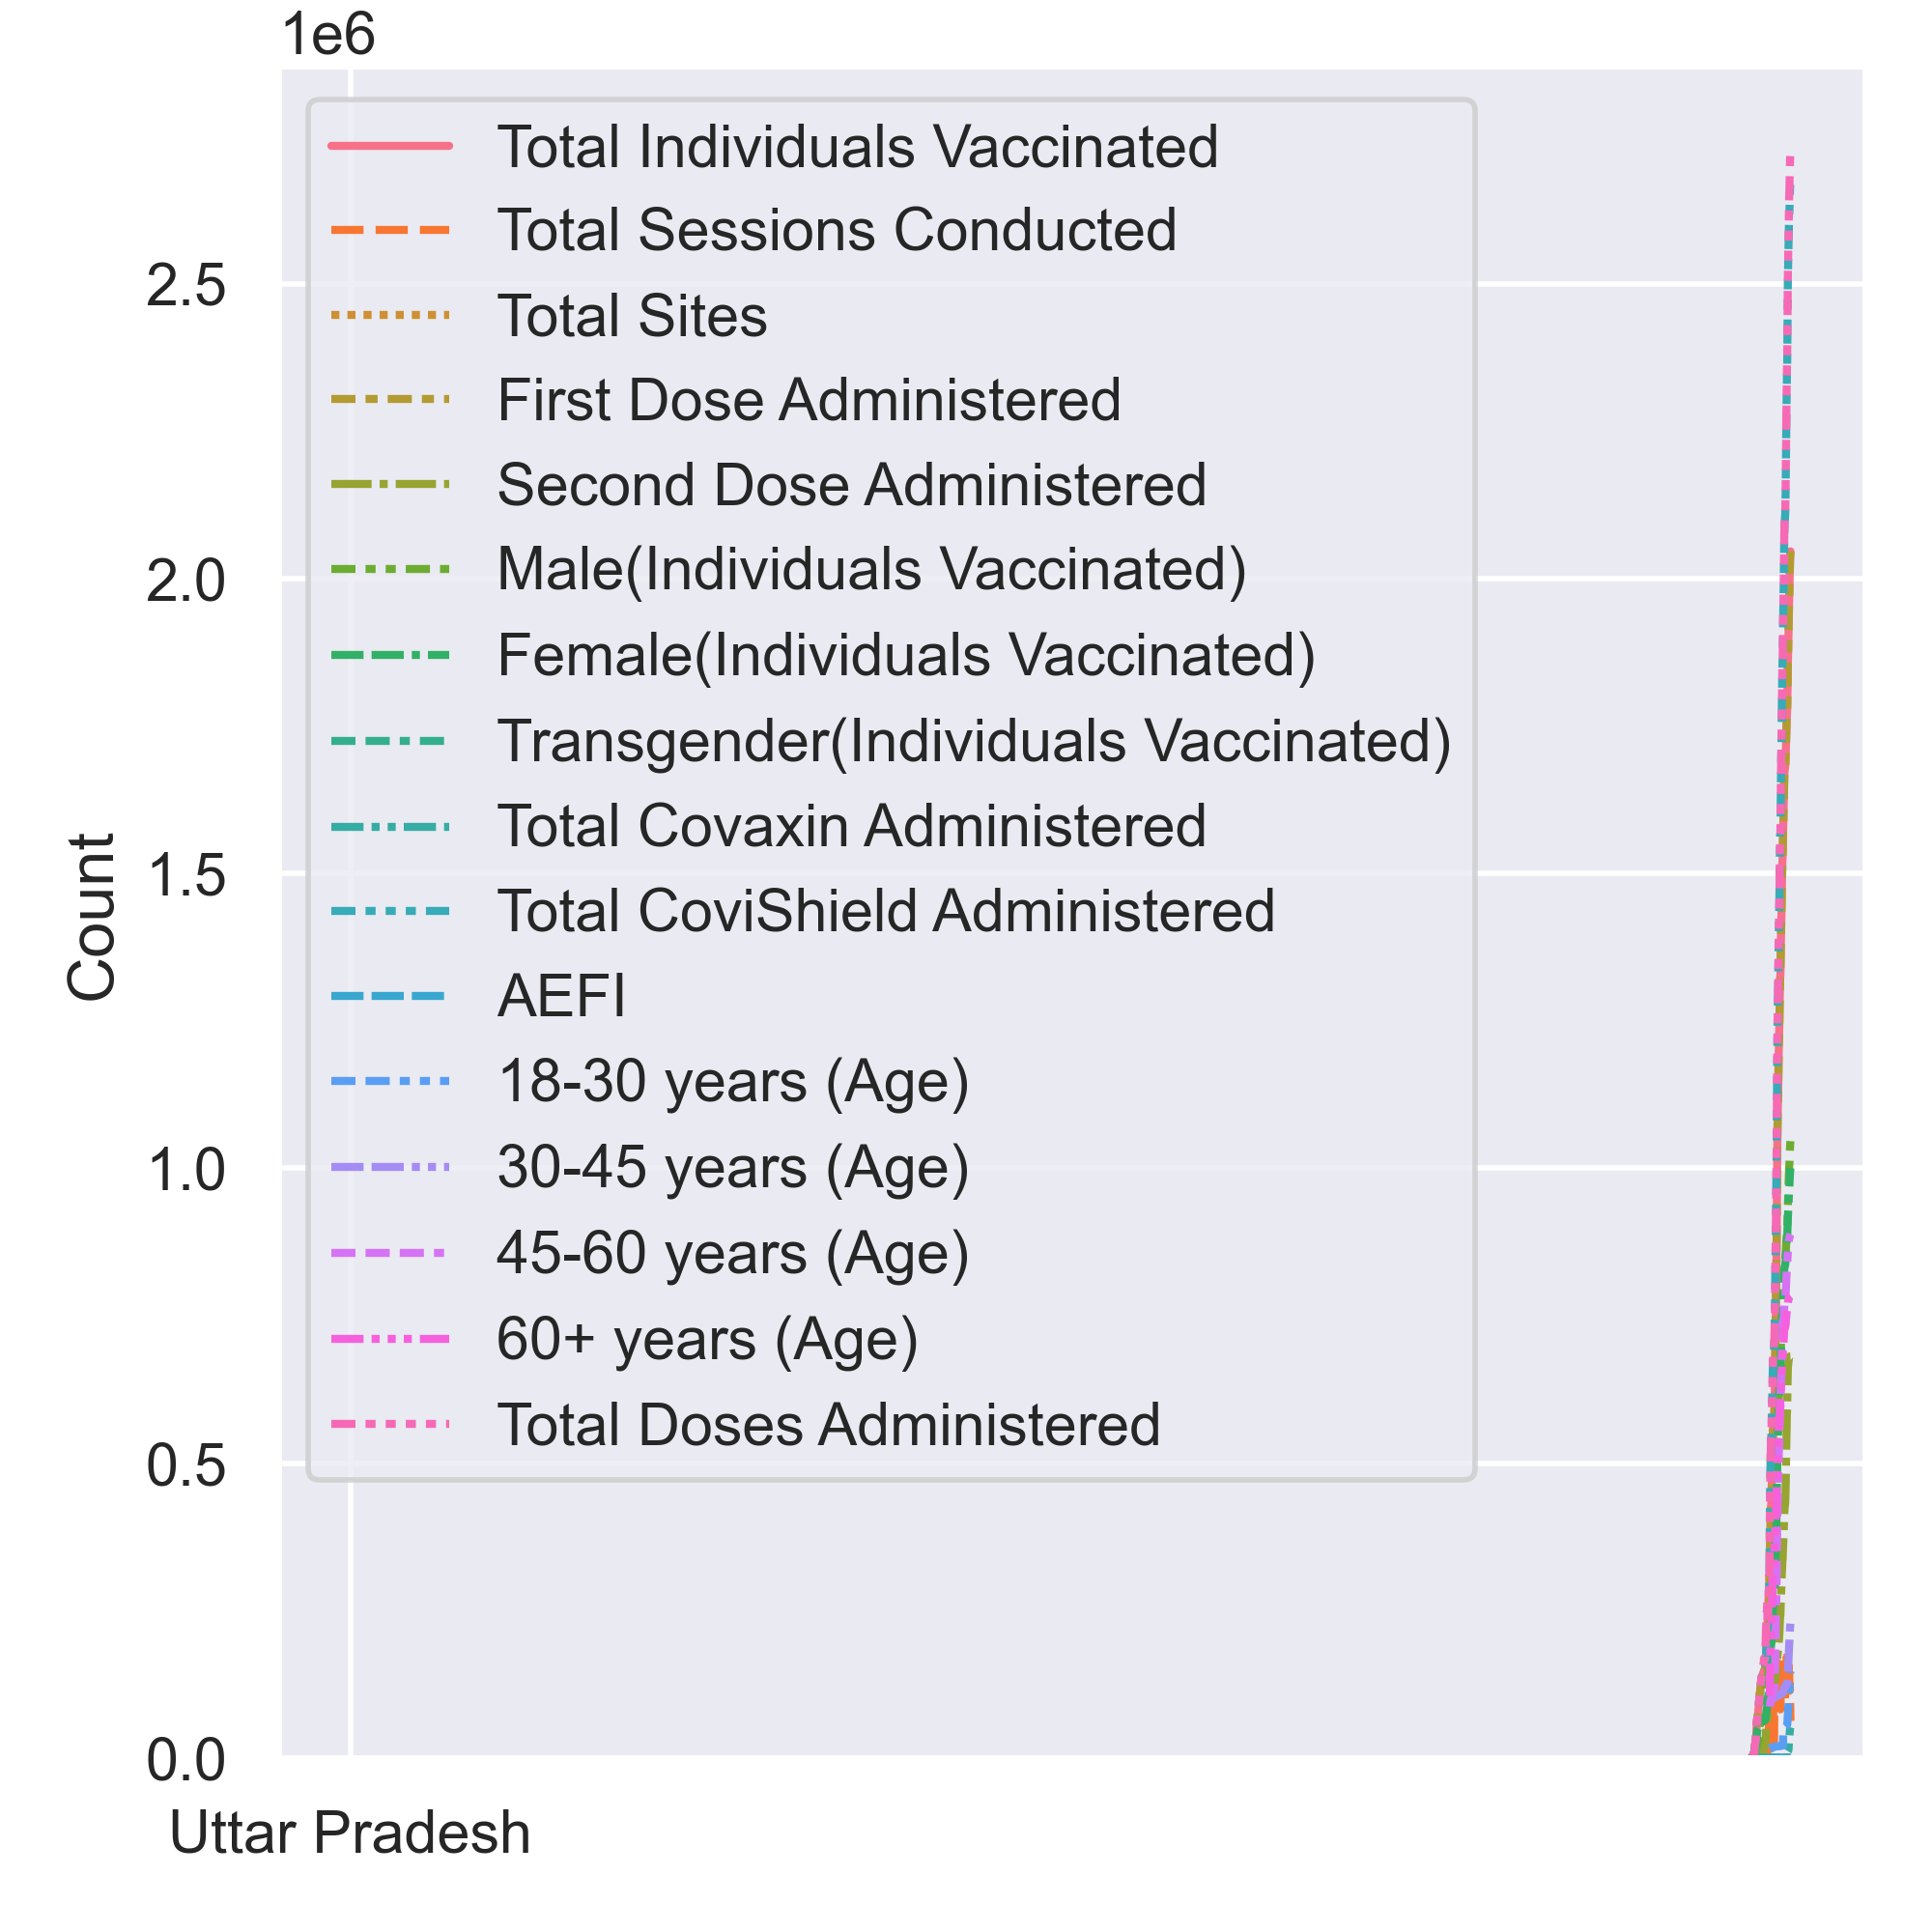 1e6
Total Individuals Vaccinated
Total Sessions Conducted
Total Sites
First Dose Administered
Second Dose Administered
Male(Individuals Vaccinated)
Female(Individuals Vaccinated)
Transgender(Individuals Vaccinated)
Total Covaxin Administered
Total CoviShield Administered
AEFI
18-30 years (Age)
30-45 years (Age)
45-60 years (Age)
60+ years (Age)
Total Doses Administered
2.5
2.0
1.5
1.0
0.5
0.0
Count
Uttar Pradesh